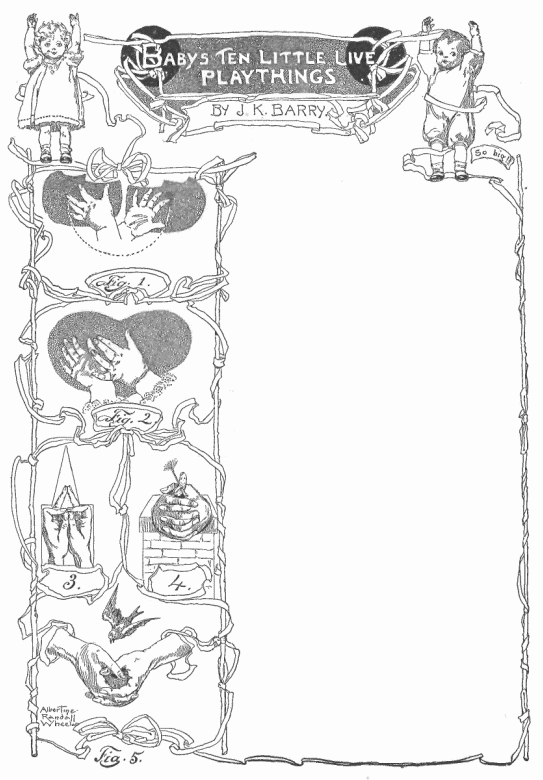 BABY'S TEN LITTLE LIVE
PLAYTHINGS
BY J. K. BARRY
So big!!
Fig. 1.
Fig. 2.
3.
4.
Albertine
Randall
Wheelan
Fig. 5.